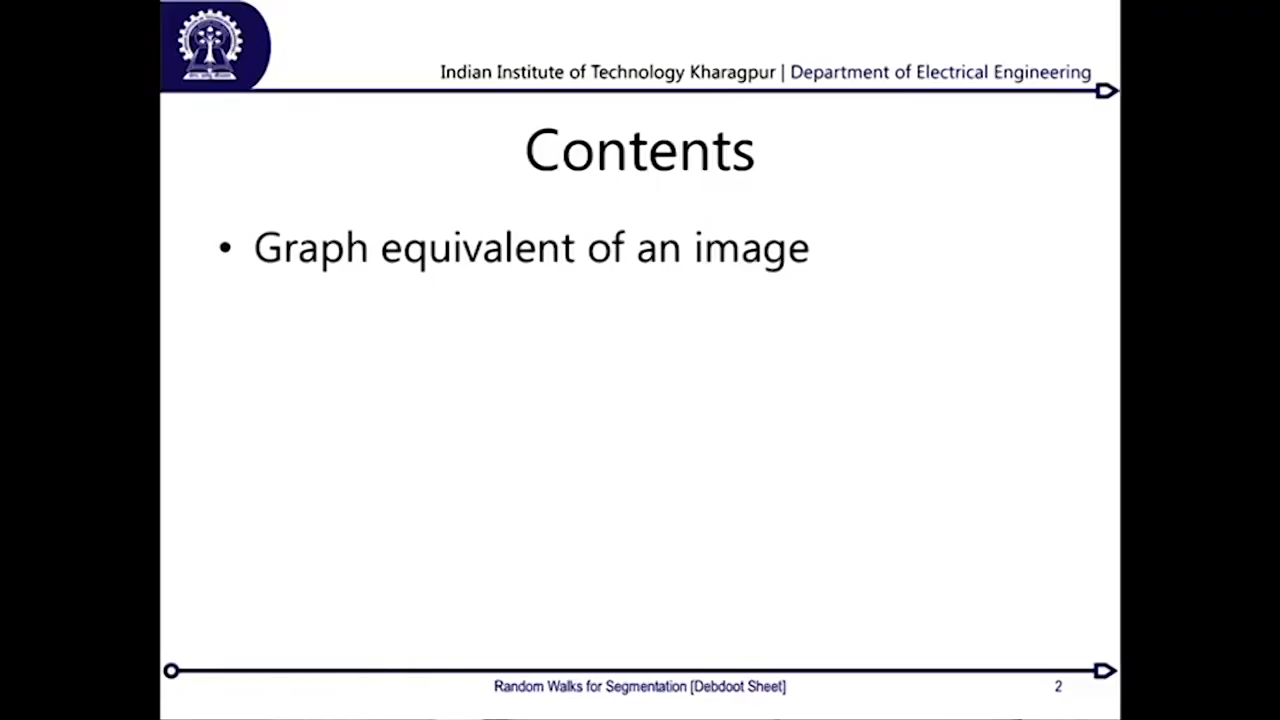 Indian Institute of Technology Kharagpur | Department of Electrical Engineering
Contents
• Graph equivalent of an image
Random Walks for Segmentation [Debdoot Sheet]
2